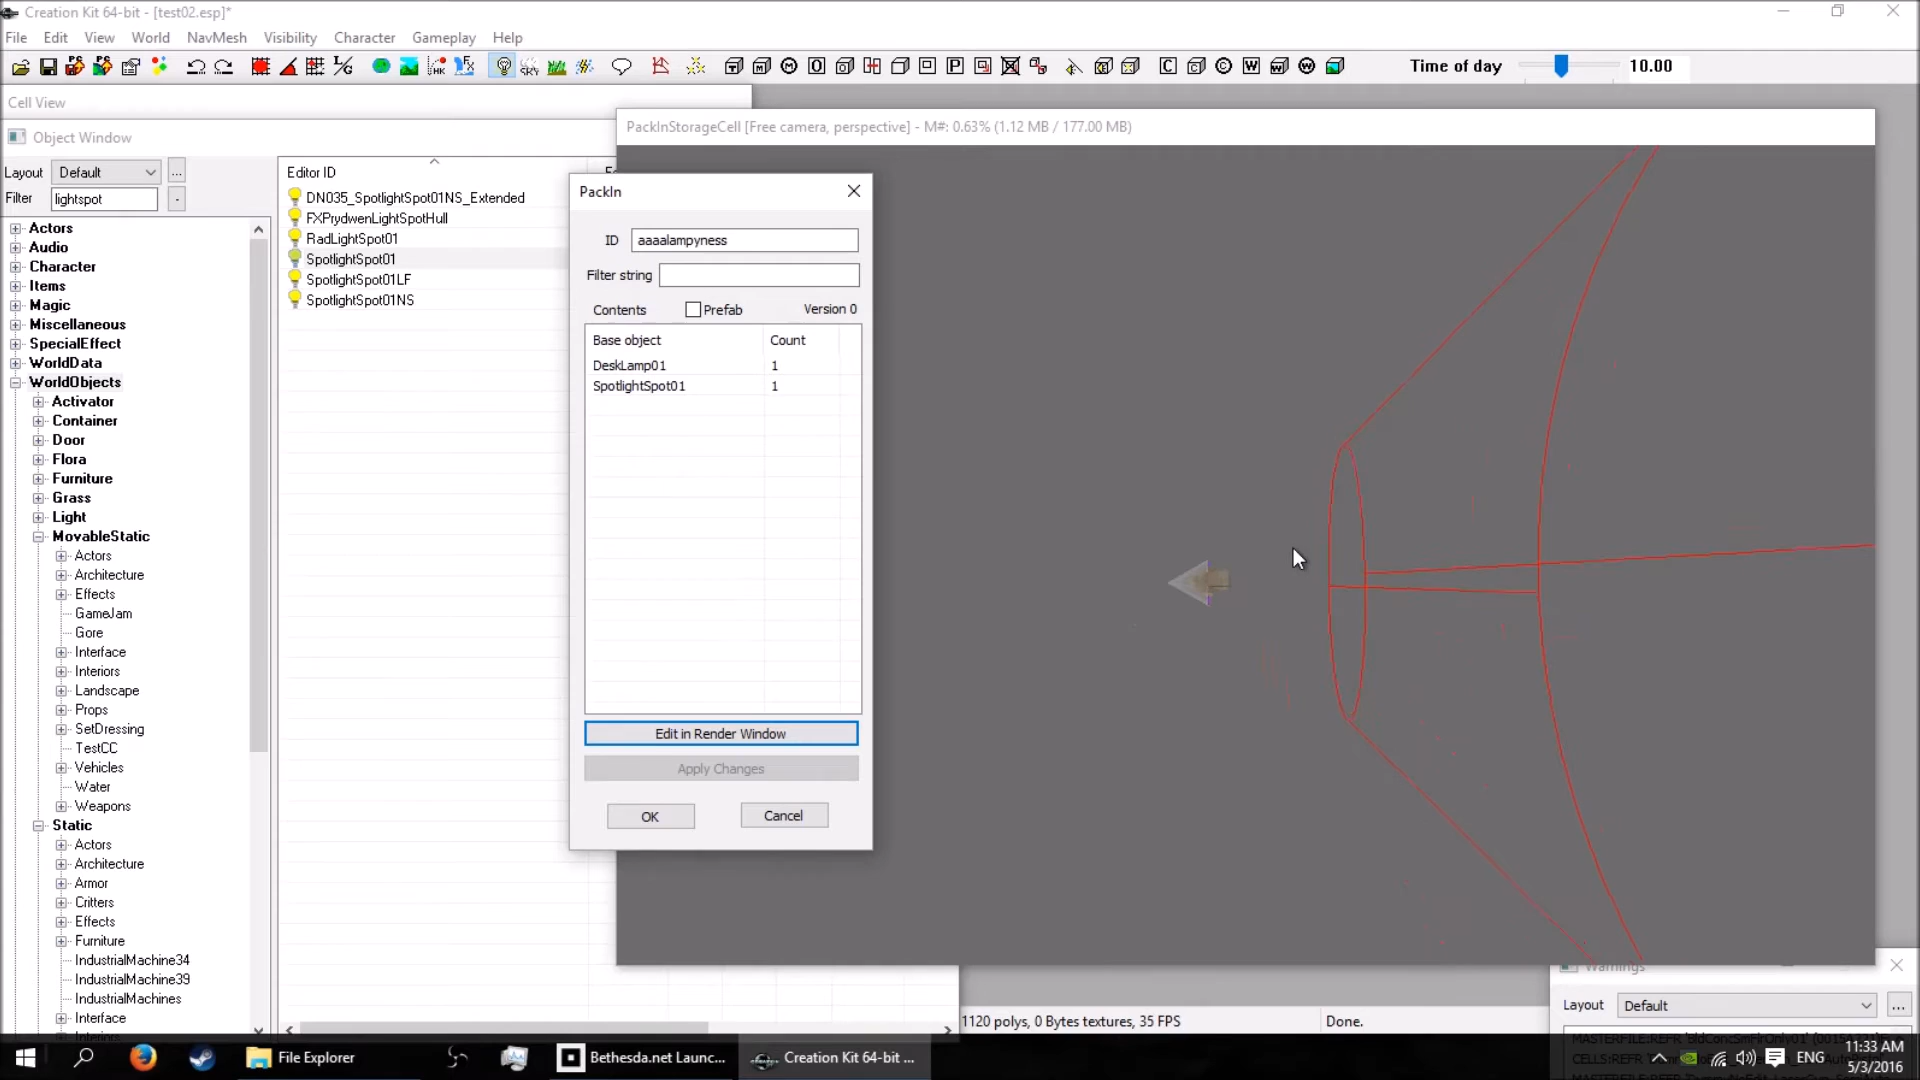 Creation Kit 64-bit - [test02.esp]*
File Edit View World NavMesh Visibility Character Gameplay Help
Time of day 10.00
Cell View
Object Window
Layout Default ...
Filter lightspot -
Actors
Audio
Character
Items
Magic
Miscellaneous
SpecialEffect
WorldData
WorldObjects
Activator
Container
Door
Flora
Furniture
Grass
Light
MovableStatic
Actors
Architecture
Effects
GameJam
Gore
Interface
Interiors
Landscape
Props
SetDressing
TestCC
Vehicles
Water
Weapons
Static
Actors
Architecture
Armor
Critters
Effects
Furniture
IndustrialMachine34
IndustrialMachine39
IndustrialMachines
Interface
Editor ID
DN035_SpotlightSpot01NS_Extended
FXPrydwenLightSpotHull
RadLightSpot01
SpotlightSpot01
SpotlightSpot01LF
SpotlightSpot01NS
PackInStorageCell [Free camera, perspective] - M#: 0.63% (1.12 MB / 177.00 MB)
PackIn
ID aaaalampyness
Filter string
Contents Prefab Version 0
Base object Count
DeskLamp01 1
SpotlightSpot01 1
Edit in Render Window
Apply Changes
OK Cancel
Warnings
Layout Default ...
1120 polys, 0 Bytes textures, 35 FPS Done.
File Explorer
Bethesda.net Launc...
Creation Kit 64-bit ...
ENG
11:33 AM
5/3/2016